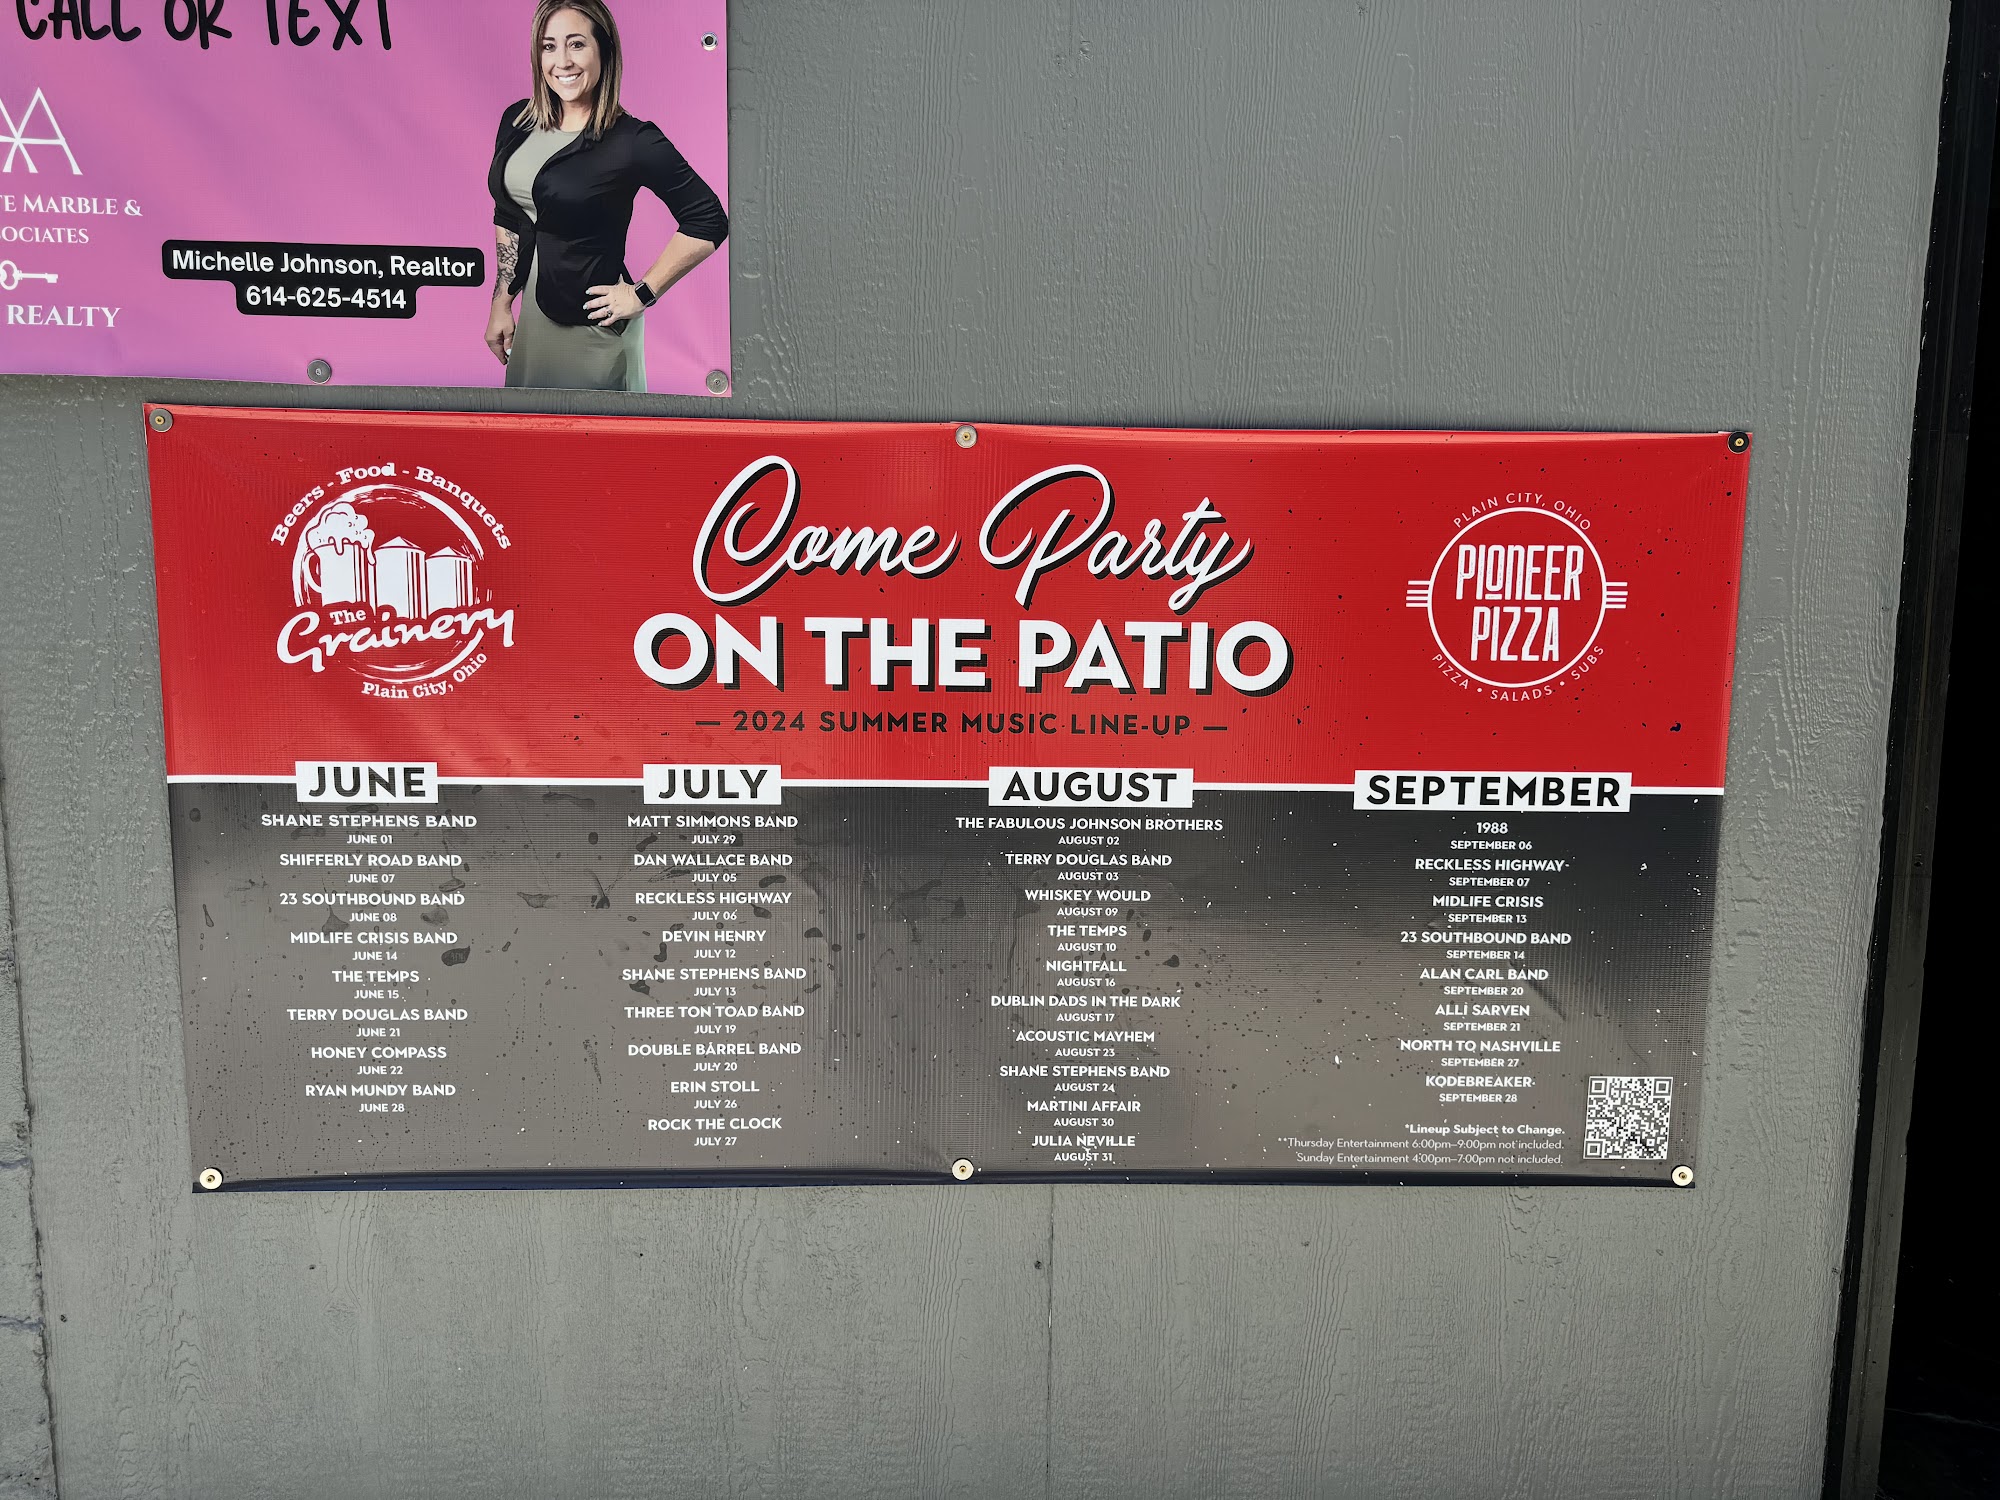 CALL OR TEXT
TE MARBLE &
OCIATES
REALTY
Michelle Johnson, Realtor
614-625-4514
Beers - Food - Banquets
The
Grainery
Plain City, Ohio
Come Party
ON THE PATIO
— 2024 SUMMER MUSIC LINE-UP —
PLAIN CITY, OHIO
PIONEER
PIZZA
PIZZA • SALADS • SUBS
JUNE
SHANE STEPHENS BAND
JUNE 01
SHIFFERLY ROAD BAND
JUNE 07
23 SOUTHBOUND BAND
JUNE 08
MIDLIFE CRISIS BAND
JUNE 14
THE TEMPS
JUNE 15
TERRY DOUGLAS BAND
JUNE 21
HONEY COMPASS
JUNE 22
RYAN MUNDY BAND
JUNE 28
JULY
MATT SIMMONS BAND
JULY 29
DAN WALLACE BAND
JULY 05
RECKLESS HIGHWAY
JULY 06
DEVIN HENRY
JULY 12
SHANE STEPHENS BAND
JULY 13
THREE TON TOAD BAND
JULY 19
DOUBLE BARREL BAND
JULY 20
ERIN STOLL
JULY 26
ROCK THE CLOCK
JULY 27
AUGUST
THE FABULOUS JOHNSON BROTHERS
AUGUST 02
TERRY DOUGLAS BAND
AUGUST 03
WHISKEY WOULD
AUGUST 09
THE TEMPS
AUGUST 10
NIGHTFALL
AUGUST 16
DUBLIN DADS IN THE DARK
AUGUST 17
ACOUSTIC MAYHEM
AUGUST 23
SHANE STEPHENS BAND
AUGUST 24
MARTINI AFFAIR
AUGUST 30
JULIA NEVILLE
AUGUST 31
SEPTEMBER
1988
SEPTEMBER 06
RECKLESS HIGHWAY
SEPTEMBER 07
MIDLIFE CRISIS
SEPTEMBER 13
23 SOUTHBOUND BAND
SEPTEMBER 14
ALAN CARL BAND
SEPTEMBER 20
ALLI SARVEN
SEPTEMBER 21
NORTH TO NASHVILLE
SEPTEMBER 27
KODEBREAKER
SEPTEMBER 28
*Lineup Subject to Change.
**Thursday Entertainment 6:00pm–9:00pm not included.
*Sunday Entertainment 4:00pm–7:00pm not included.